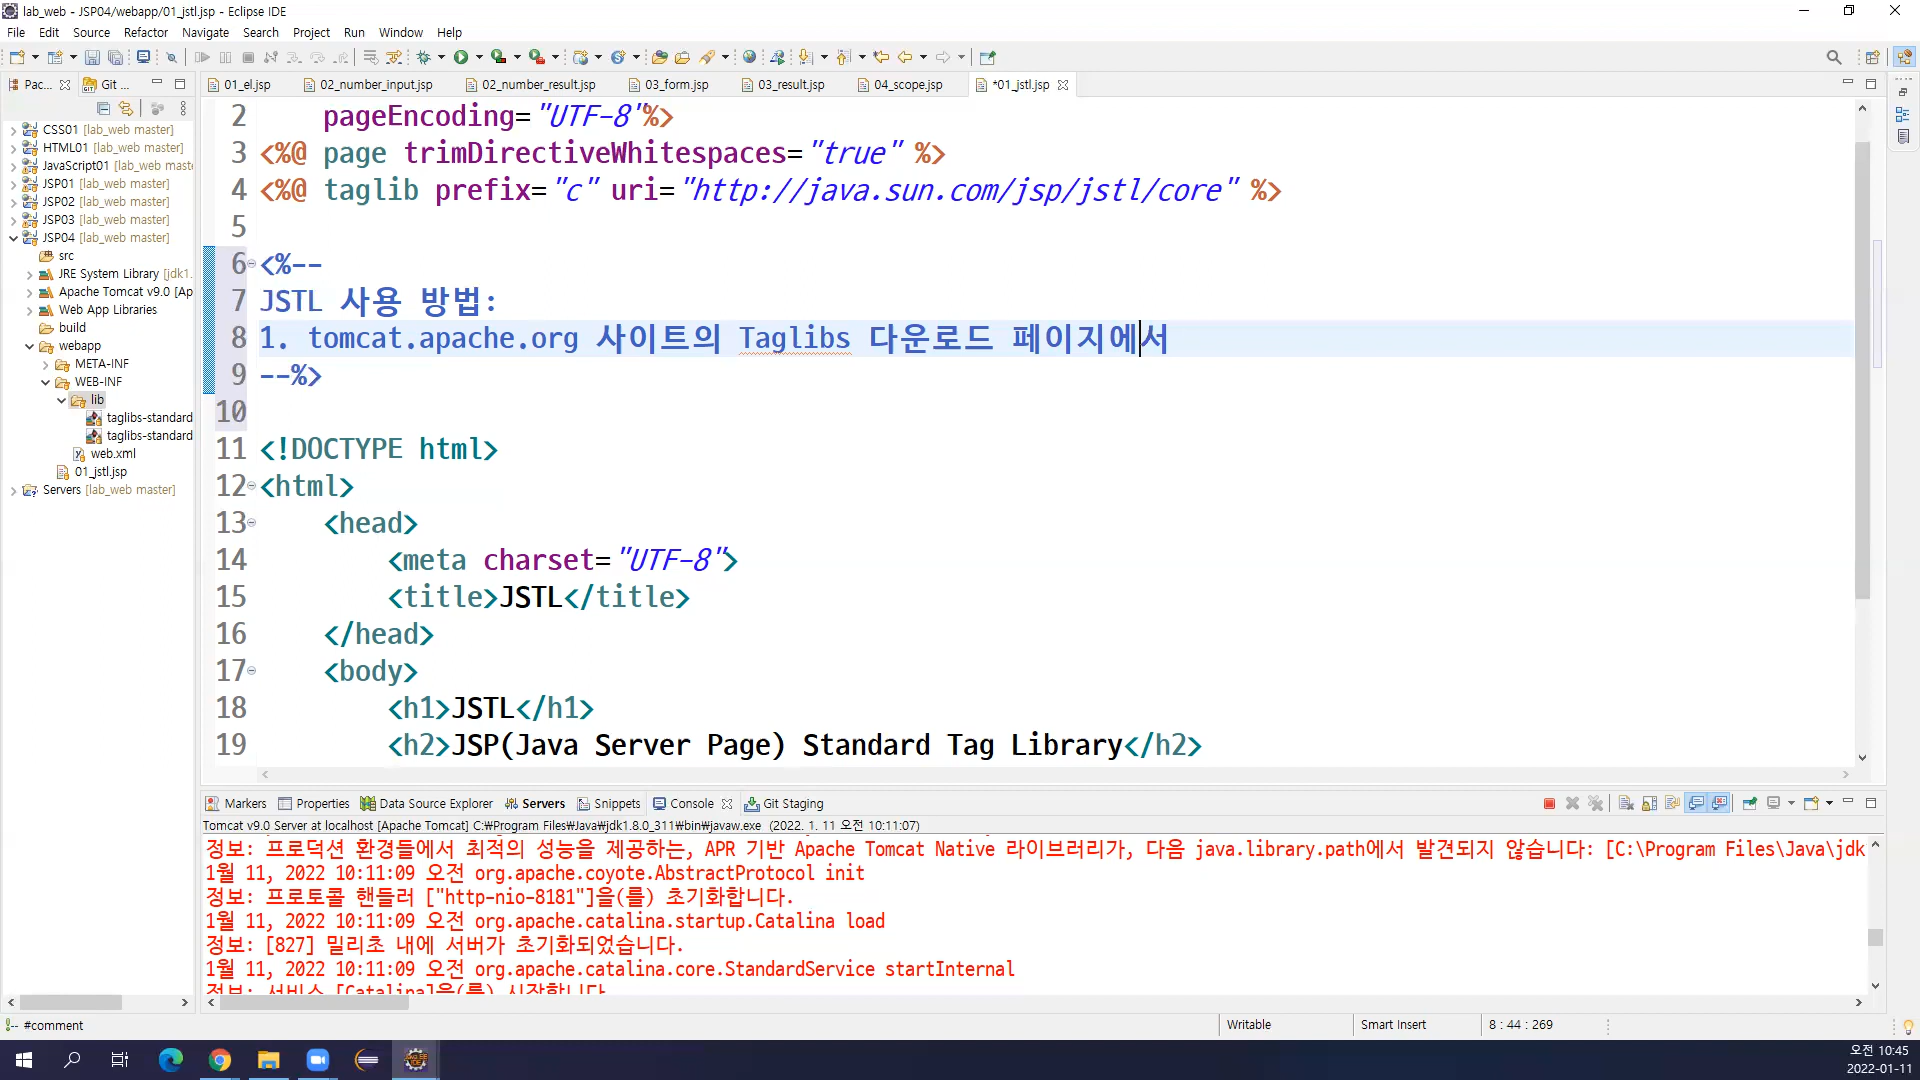 lab_web - JSP04/webapp/01_jstl.jsp - Eclipse IDE
File Edit Source Refactor Navigate Search Project Run Window Help
Pac... Git ...
01_el.jsp 02_number_input.jsp 02_number_result.jsp 03_form.jsp 03_result.jsp 04_scope.jsp *01_jstl.jsp
CSS01 [lab_web master]
HTML01 [lab_web master]
JavaScript01 [lab_web maste
JSP01 [lab_web master]
JSP02 [lab_web master]
JSP03 [lab_web master]
JSP04 [lab_web master]
src
JRE System Library [jdk1.
Apache Tomcat v9.0 [Ap
Web App Libraries
build
webapp
META-INF
WEB-INF
lib
taglibs-standard
taglibs-standard
web.xml
01_jstl.jsp
Servers [lab_web master]
2 pageEncoding="UTF-8"%>
3 <%@ page trimDirectiveWhitespaces="true" %>
4 <%@ taglib prefix="c" uri="http://java.sun.com/jsp/jstl/core" %>
5
6 <%--
7 JSTL 사용 방법:
8 1. tomcat.apache.org 사이트의 Taglibs 다운로드 페이지에서
9 --%>
10
11 <!DOCTYPE html>
12 <html>
13 <head>
14 <meta charset="UTF-8">
15 <title>JSTL</title>
16 </head>
17 <body>
18 <h1>JSTL</h1>
19 <h2>JSP(Java Server Page) Standard Tag Library</h2>
Markers Properties Data Source Explorer Servers Snippets Console Git Staging
Tomcat v9.0 Server at localhost [Apache Tomcat] C:₩Program Files₩Java₩jdk1.8.0_311₩bin₩javaw.exe (2022. 1. 11 오전 10:11:07)
정보: 프로덕션 환경들에서 최적의 성능을 제공하는, APR 기반 Apache Tomcat Native 라이브러리가, 다음 java.library.path에서 발견되지 않습니다: [C:\Program Files\Java\jdk
1월 11, 2022 10:11:09 오전 org.apache.coyote.AbstractProtocol init
정보: 프로토콜 핸들러 ["http-nio-8181"]을(를) 초기화합니다.
1월 11, 2022 10:11:09 오전 org.apache.catalina.startup.Catalina load
정보: [827] 밀리초 내에 서버가 초기화되었습니다.
1월 11, 2022 10:11:09 오전 org.apache.catalina.core.StandardService startInternal
정보: 서비스 [Catalina]을(를) 시작합니다.
#comment Writable Smart Insert 8 : 44 : 269
오전 10:45
2022-01-11